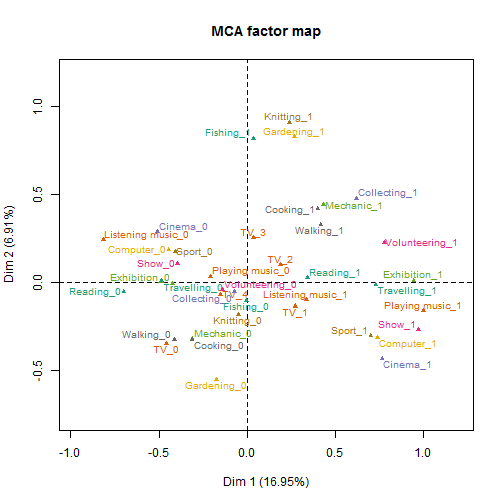 MCA factor map
Knitting_1
Fishing_1
Gardening_1
Collecting_1
Mechanic_1
Cooking_1
Cinema_0
Walking_1
TV_3
Listening music_0
Volunteering_1
Computer_0
Sport_0
TV_2
Show_0
Playing music_0
Reading_1
Exhibition_0
Exhibition_1
Travelling_0
Volunteering_0
Reading_0
TV_4
Listening music_1
Travelling_1
Collecting_0
Fishing_0
TV_1
Playing music_1
Knitting_0
Show_1
Walking_0
Mechanic_0
Sport_1
TV_0
Cooking_0
Computer_1
Cinema_1
Gardening_0
1.0
0.5
0.0
-0.5
Dim 2 (6.91%)
-1.0 -0.5 0.0 0.5 1.0
Dim 1 (16.95%)